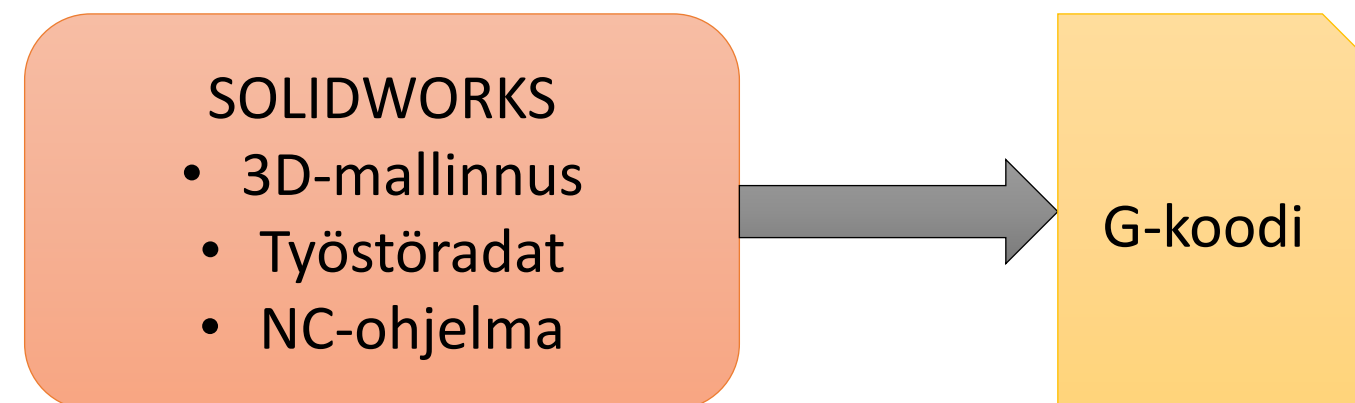 SOLIDWORKS
• 3D-mallinnus
• Työstöradat
• NC-ohjelma
G-koodi